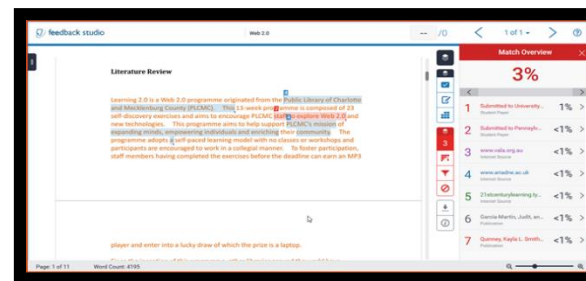 feedback studio
Web 2.0
-- /0
1 of 1
Match Overview
3%
Literature Review
Learning 2.0 is a Web 2.0 programme originated from the Public Library of Charlotte
and Mecklenburg County (PLCMC). This 13 week programme is composed of 23
self-discovery exercises and aims to encourage PLCMC staff to explore Web 2.0 and
new technologies. This programme aims to help support PLCMC's mission of
expanding minds, empowering individuals and enriching their community. The
programme adopts a self-paced learning model with no classes or workshops and
participants are encouraged to work in a collegial manner. To foster participation,
staff members having completed the exercises before the deadline can earn an MP3
player and enter into a lucky draw of which the prize is a laptop.
3
1 Submitted to University... 1%
Student Paper
2 Submitted to Pennsylv... <1%
Student Paper
3 www.vala.org.au <1%
Internet Source
4 www.ariadne.ac.uk <1%
Internet Source
5 21stcenturylearning.ty... <1%
Internet Source
6 García-Martín, Judit, an... <1%
Publication
7 Gumney, Kayla L. Smith... <1%
Publication
Page: 1 of 11
Word Count: 4195